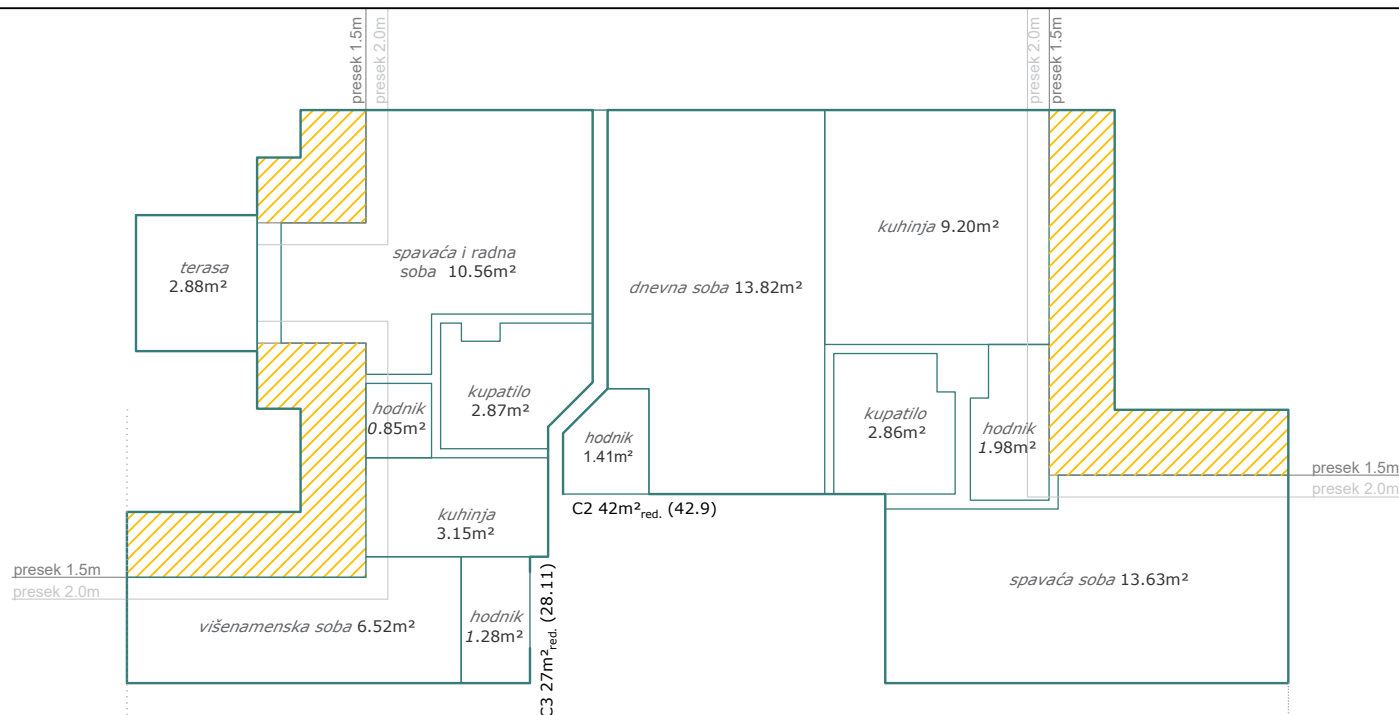 presek 1.5m
presek 2.0m
presek 2.0m
presek 1.5m
spavaća i radna
soba 10.56m²
terasa
2.88m²
dnevna soba 13.82m²
kuhinja 9.20m²
kupatilo
2.87m²
hodnik
0.85m²
hodnik
1.41m²
kupatilo
2.86m²
hodnik
1.98m²
presek 1.5m
presek 2.0m
C2 42m²red. (42.9)
kuhinja
3.15m²
presek 1.5m
presek 2.0m
višenamenska soba 6.52m²
hodnik
1.28m²
C3 27m²red. (28.11)
spavaća soba 13.63m²